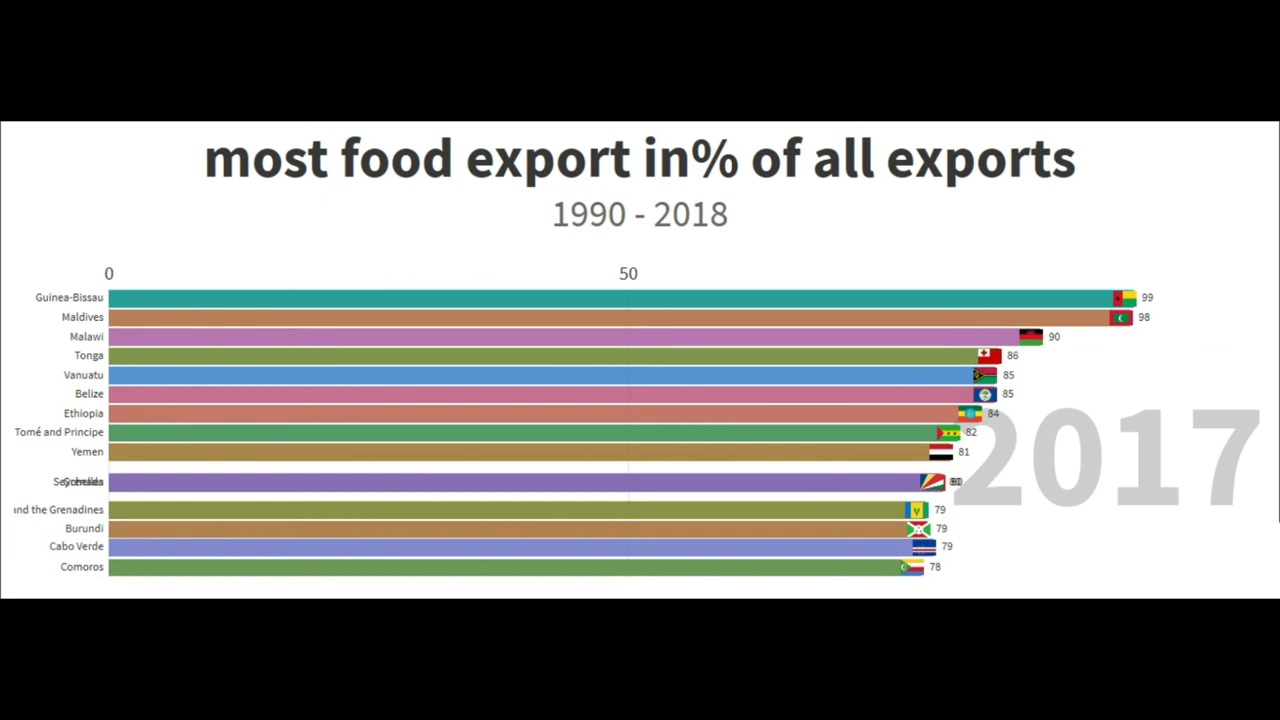 most food export in% of all exports
1990 - 2018
0 50
Guinea-Bissau 99
Maldives 98
Malawi 90
Tonga 86
Vanuatu 85
Belize 85
Ethiopia 84
Tomé and Principe 82
Yemen 81
and the Grenadines 79
Burundi 79
Cabo Verde 79
Comoros 78
2017